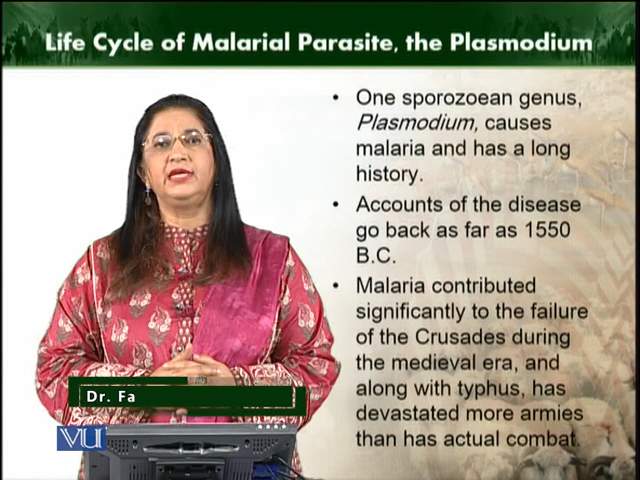 Life Cycle of Malarial Parasite, the Plasmodium
• One sporozoean genus,
Plasmodium, causes
malaria and has a long
history.
• Accounts of the disease
go back as far as 1550
B.C.
• Malaria contributed
significantly to the failure
of the Crusades during
the medieval era, and
along with typhus, has
devastated more armies
than has actual combat.
Dr. Fa
VU